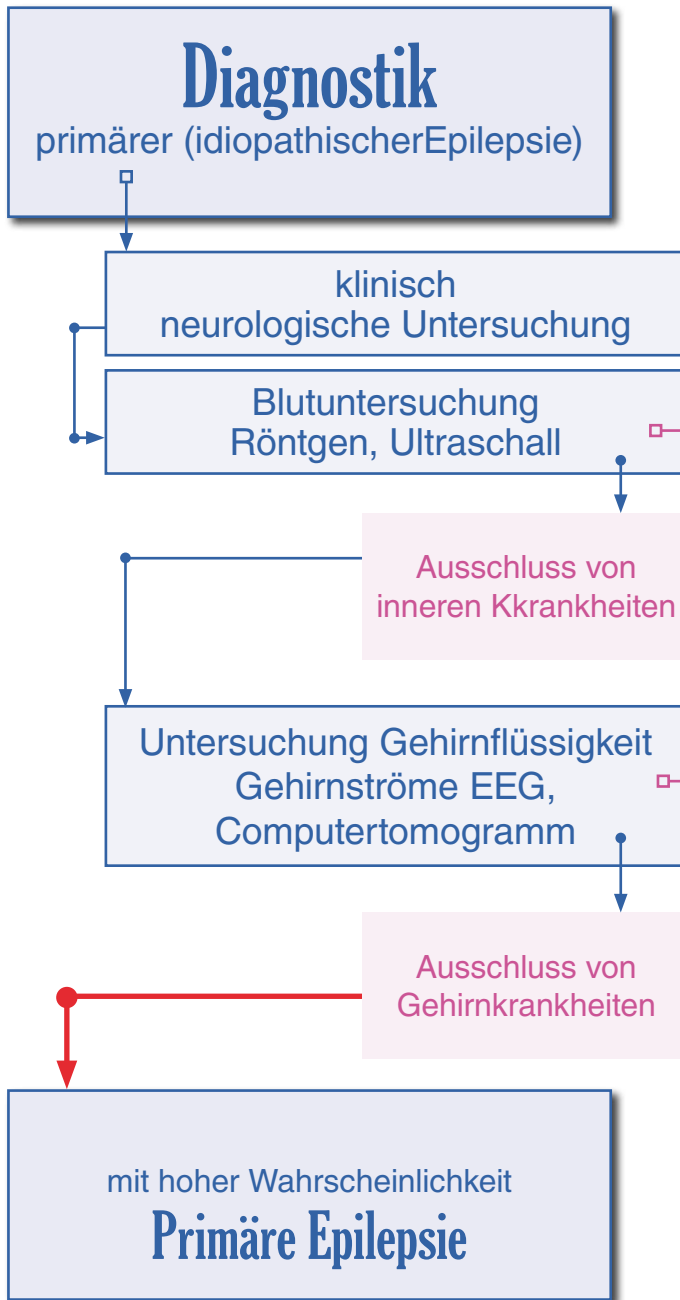 Diagnostik
primärer (idiopathischerEpilepsie)
klinisch
neurologische Untersuchung
Blutuntersuchung
Röntgen, Ultraschall
Ausschluss von
inneren Kkrankheiten
Untersuchung Gehirnflüssigkeit
Gehirnströme EEG,
Computertomogramm
Ausschluss von
Gehirnkrankheiten
mit hoher Wahrscheinlichkeit
Primäre Epilepsie